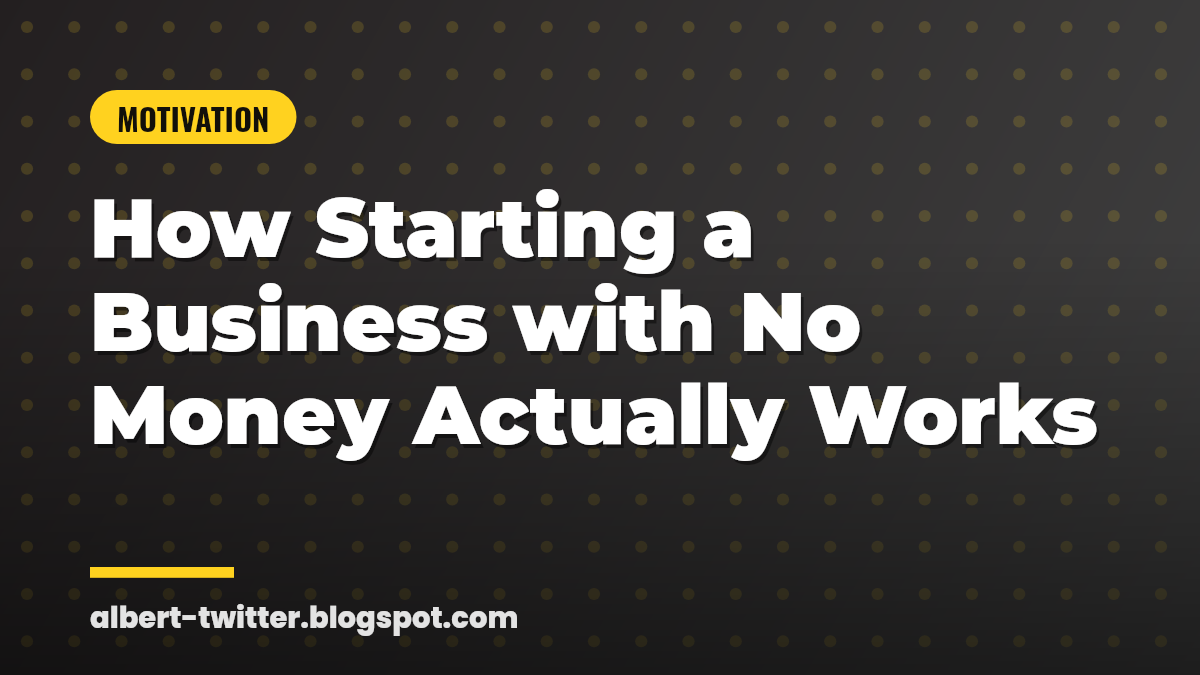 MOTIVATION
How Starting a
Business with No
Money Actually Works
albert-twitter.blogspot.com